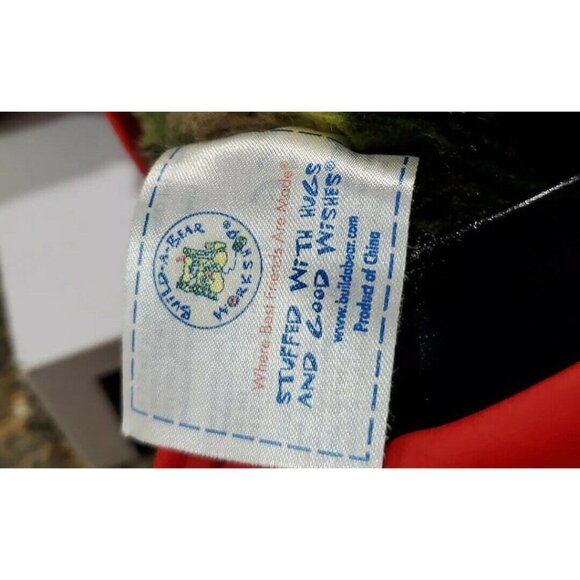 BUILD-A-BEAR
WORKSHOP®
Where Best Friends Are Made®
STUFFED WITH HUGS
AND GOOD WISHES®
www.buildabear.com
Product of China